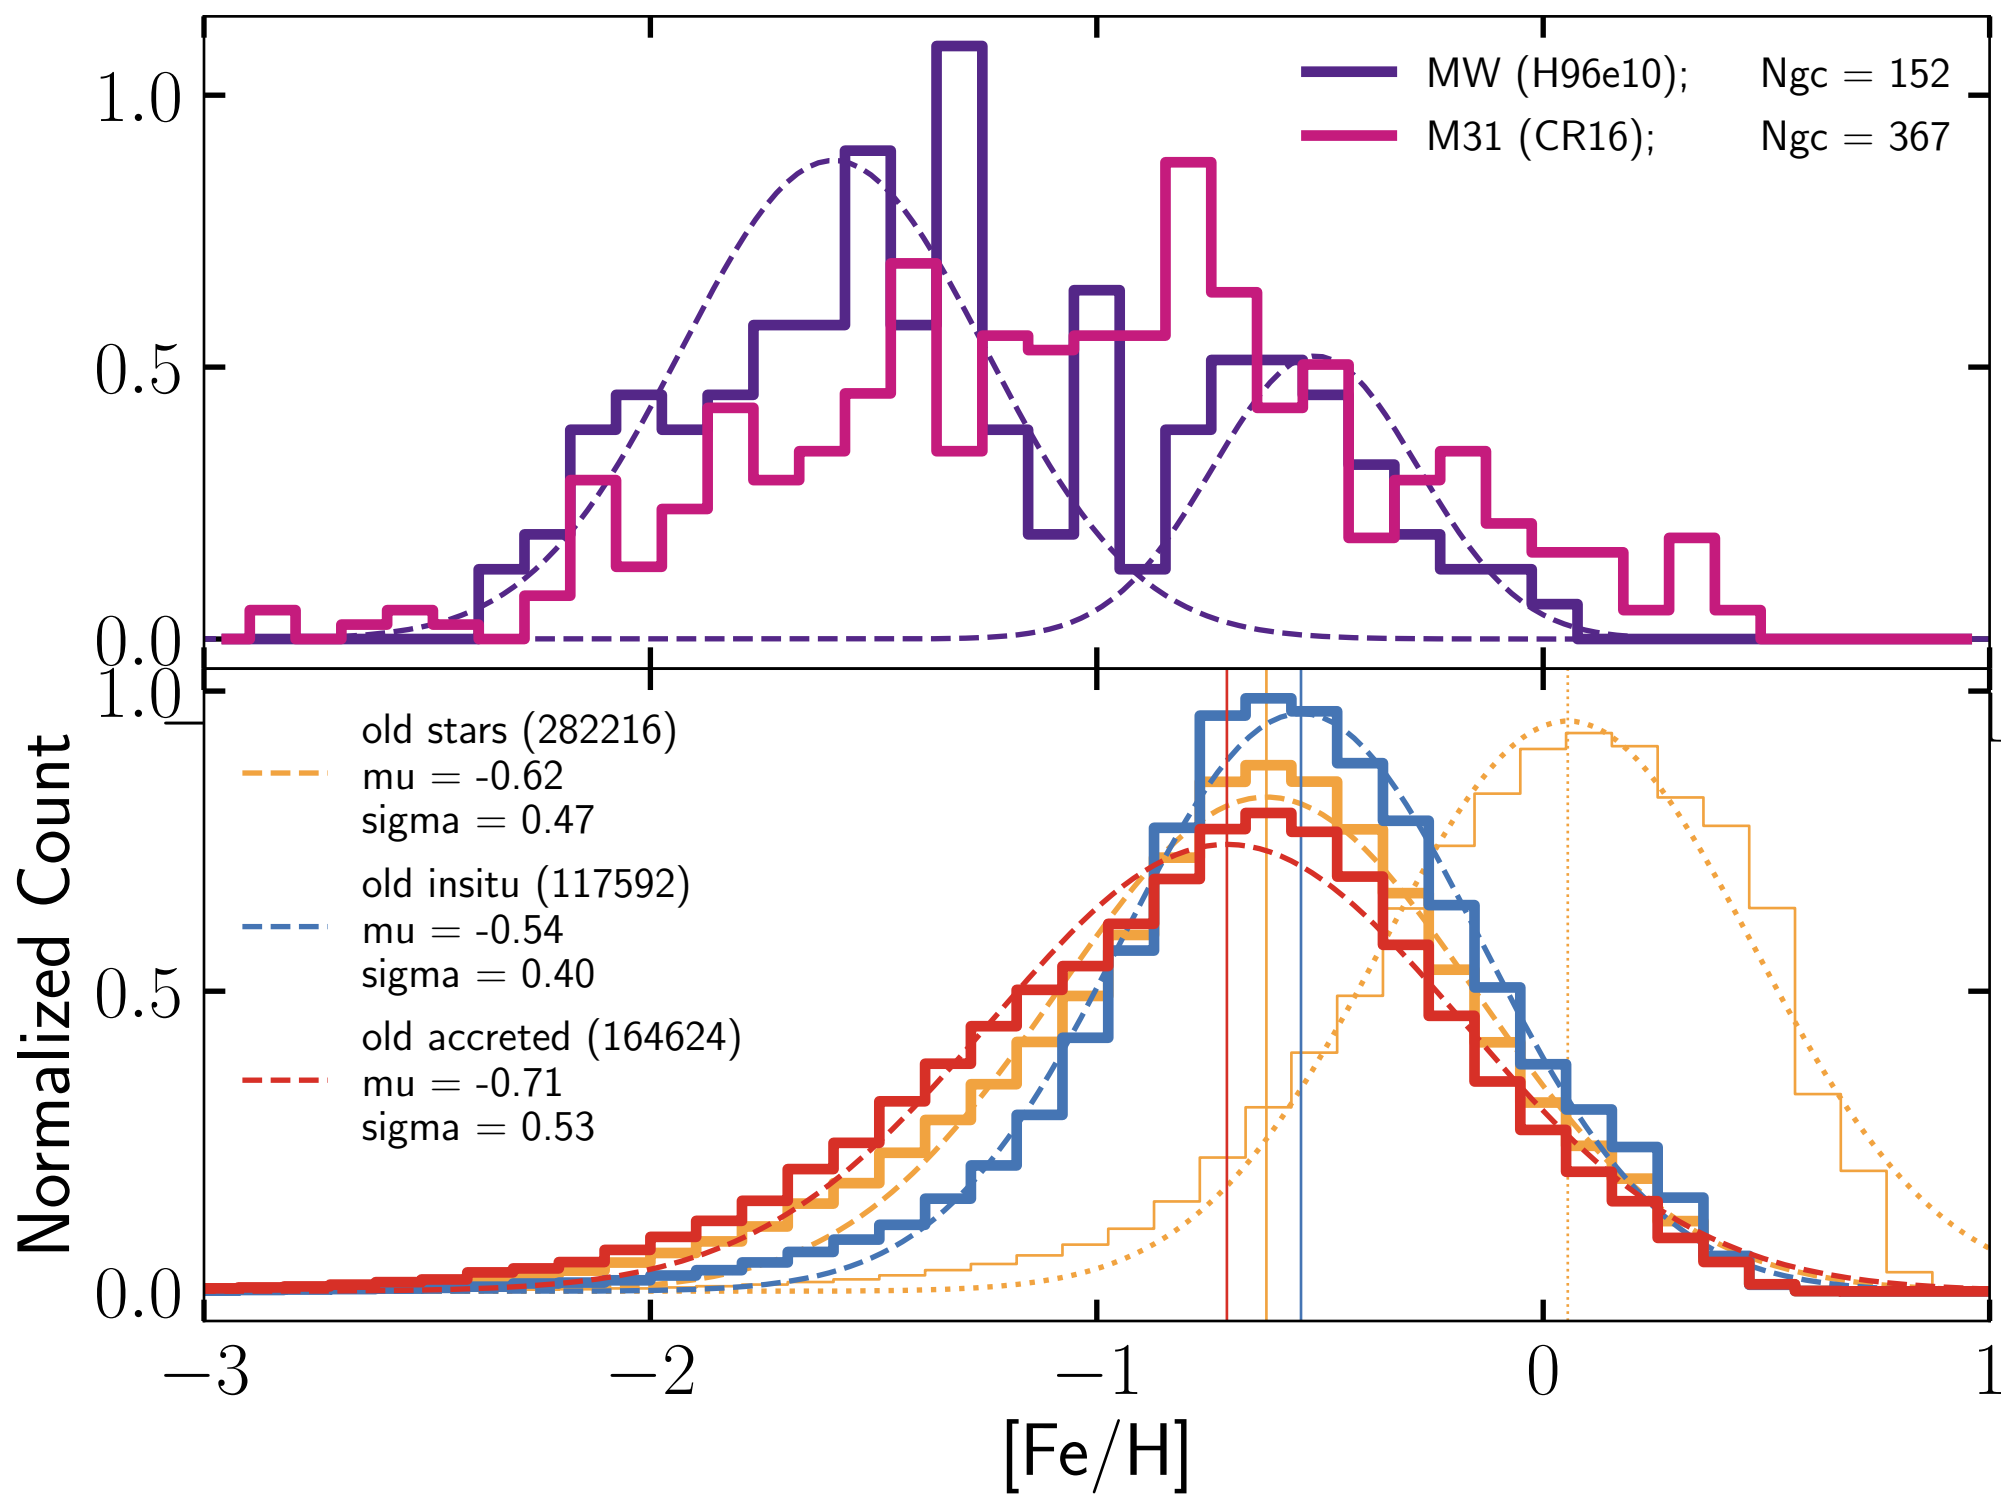 1.0
0.5
0.0
MW (H96e10); Ngc = 152
M31 (CR16); Ngc = 367
1.0
0.5
0.0
Normalized Count
old stars (282216)
mu = -0.62
sigma = 0.47
old insitu (117592)
mu = -0.54
sigma = 0.40
old accreted (164624)
mu = -0.71
sigma = 0.53
−3 −2 −1 0 1
[Fe/H]